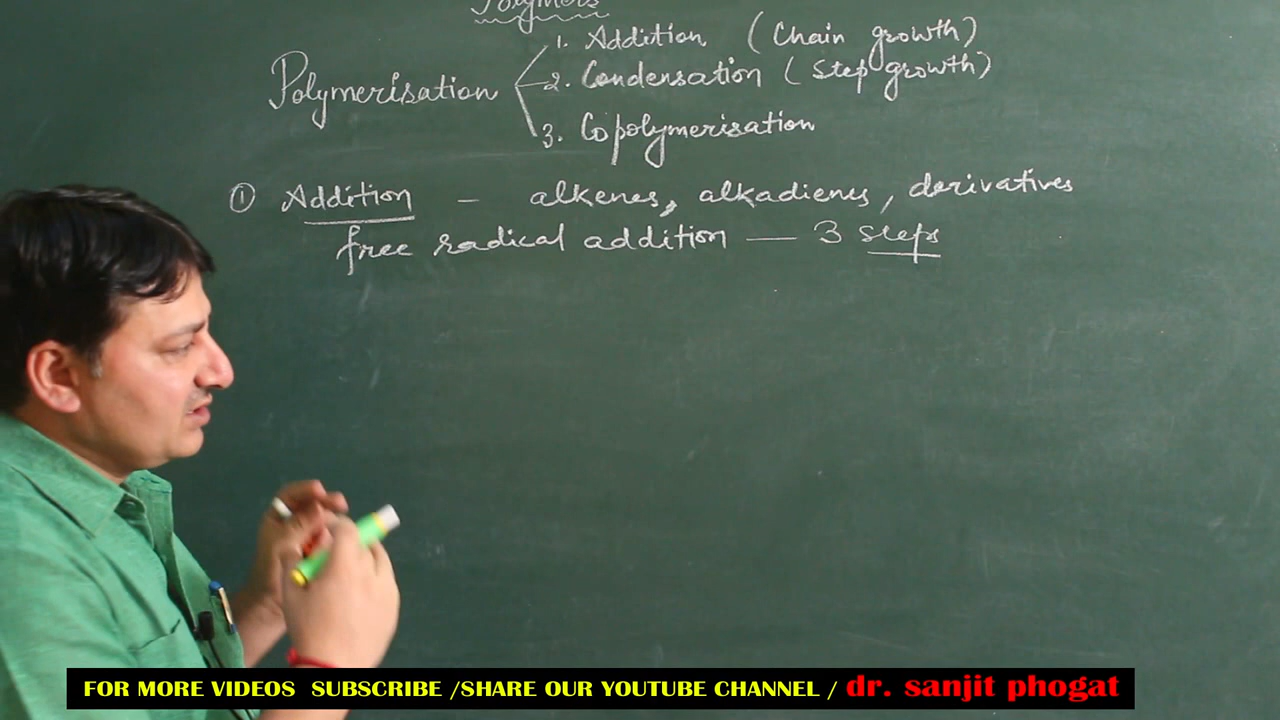 Polymers
1. Addition (Chain growth)
Polymerisation
2. Condensation (Step growth)
3. Copolymerisation
① Addition — alkenes, alkadienes, derivatives
free radical addition — 3 steps
FOR MORE VIDEOS SUBSCRIBE /SHARE OUR YOUTUBE CHANNEL / dr. sanjit phogat